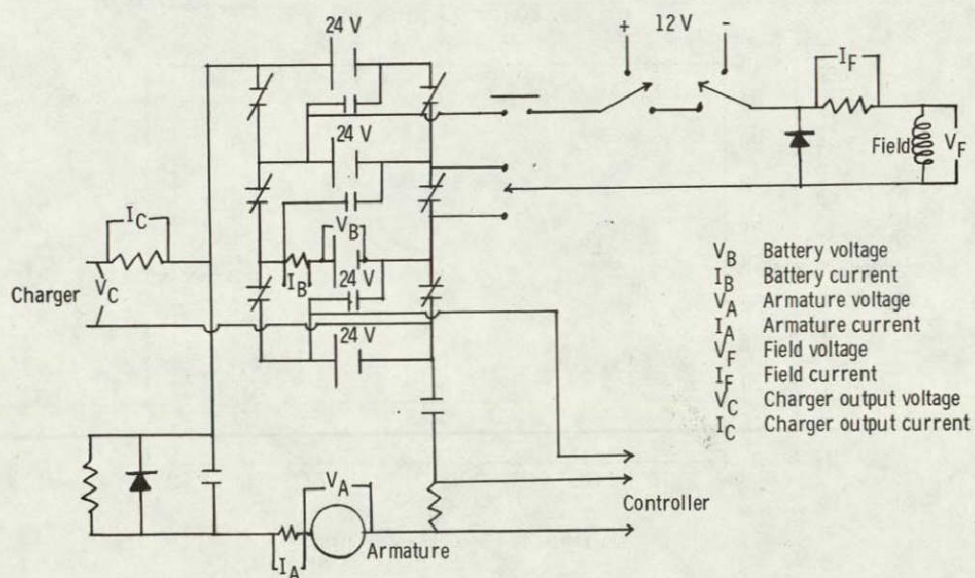 24 V
+ 12 V -
I_F
24 V
Field V_F
I_C
V_B
I_B 24 V
Charger V_C
24 V
V_B Battery voltage
I_B Battery current
V_A Armature voltage
I_A Armature current
V_F Field voltage
I_F Field current
V_C Charger output voltage
I_C Charger output current
V_A
Controller
Armature
I_A